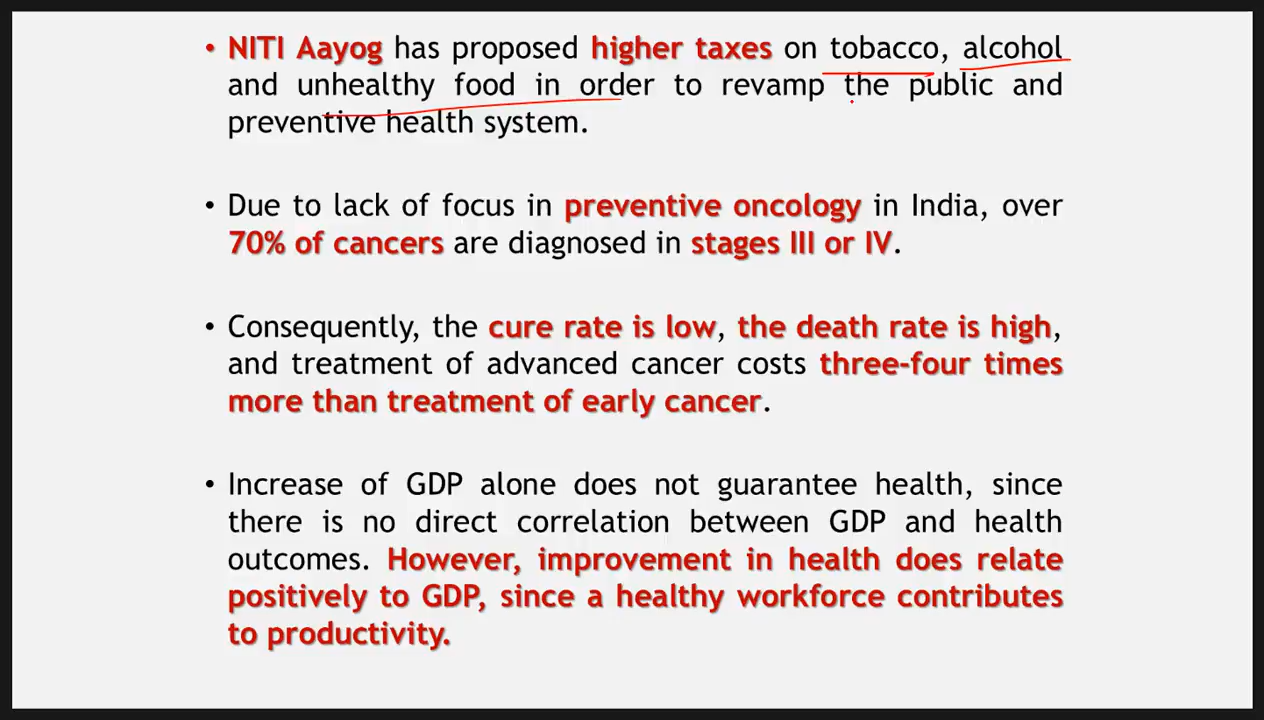 • NITI Aayog has proposed higher taxes on tobacco, alcohol
and unhealthy food in order to revamp the public and
preventive health system.
• Due to lack of focus in preventive oncology in India, over
70% of cancers are diagnosed in stages III or IV.
• Consequently, the cure rate is low, the death rate is high,
and treatment of advanced cancer costs three-four times
more than treatment of early cancer.
• Increase of GDP alone does not guarantee health, since
there is no direct correlation between GDP and health
outcomes. However, improvement in health does relate
positively to GDP, since a healthy workforce contributes
to productivity.